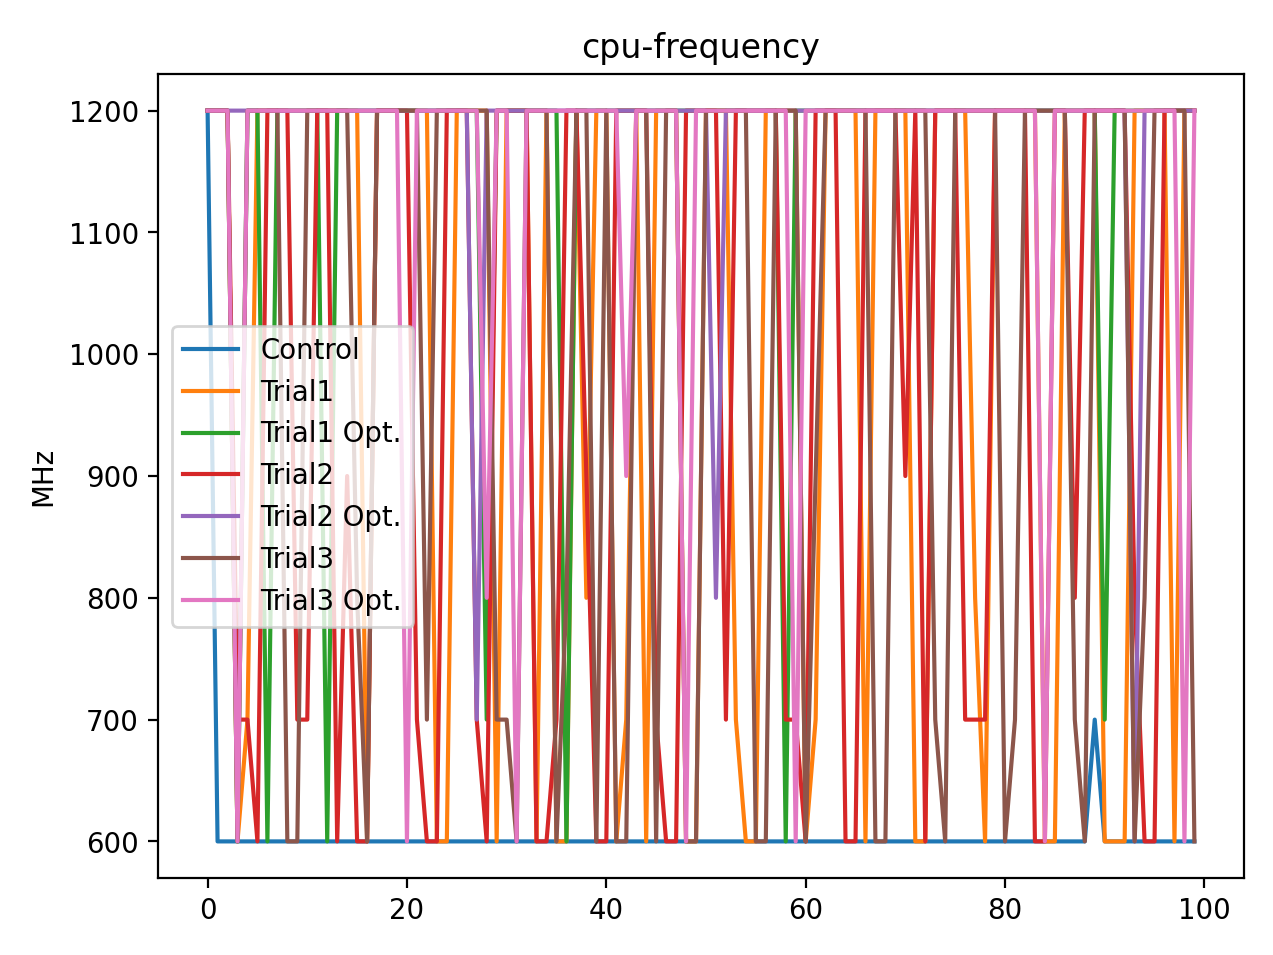 cpu-frequency
1200
1100
1000
900
800
700
600
MHz
Control
Trial1
Trial1 Opt.
Trial2
Trial2 Opt.
Trial3
Trial3 Opt.
0
20
40
60
80
100